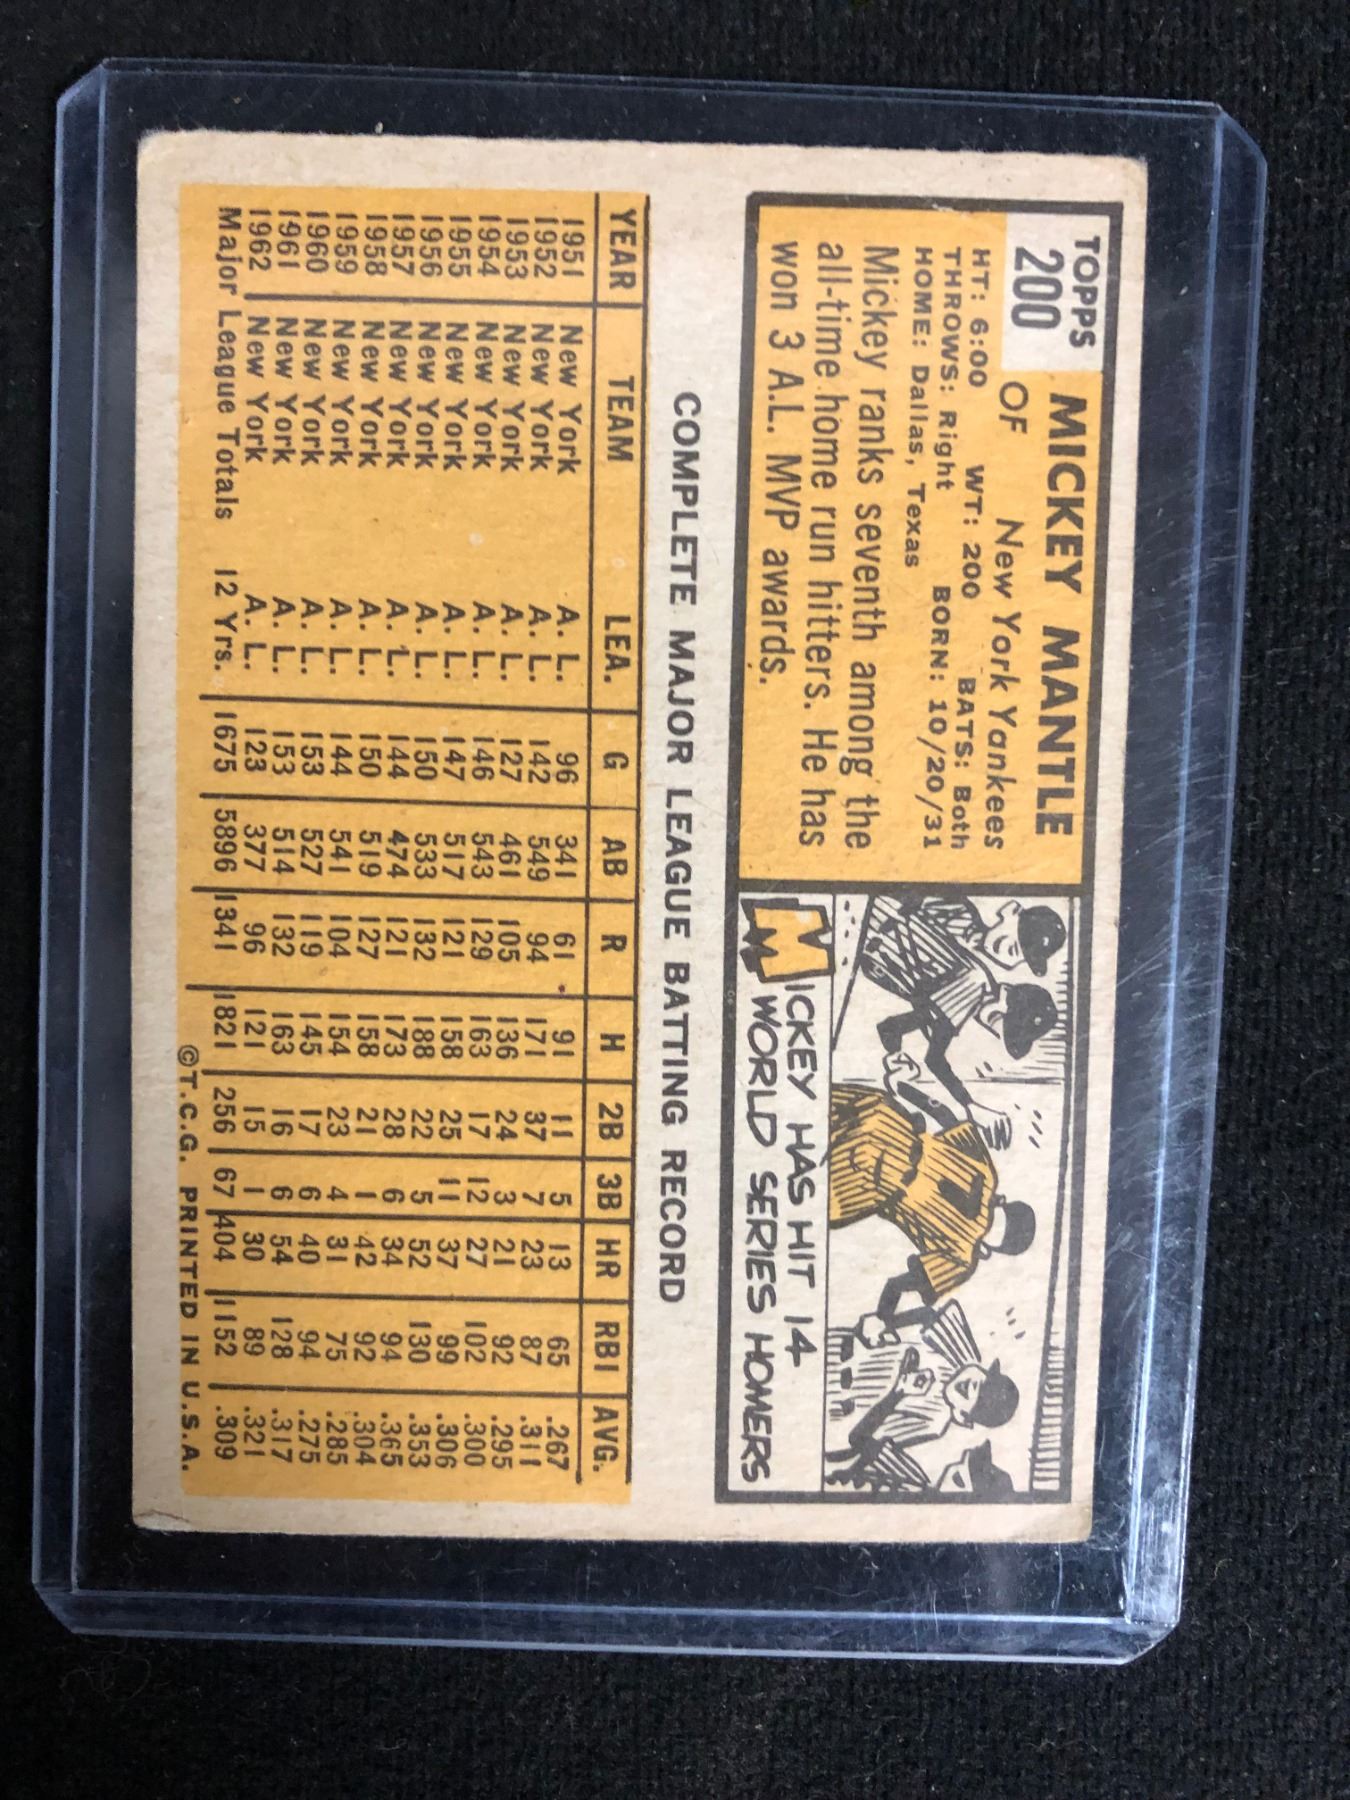 TOPPS
200
MICKEY MANTLE
OF New York Yankees
HT: 6:00 WT: 200 BATS: Both
THROWS: Right BORN: 10/20/31
HOME: Dallas, Texas
Mickey ranks seventh among the
all-time home run hitters. He has
won 3 A.L. MVP awards.
MICKEY HAS HIT 14
WORLD SERIES HOMERS
COMPLETE MAJOR LEAGUE BATTING RECORD
YEAR TEAM LEA. G AB R H 2B 3B HR RBI AVG.
1951 New York A. L. 96 341 61 91 11 5 13 65 .267
1952 New York A. L. 142 549 94 171 37 7 23 87 .311
1953 New York A. L. 127 461 105 136 24 3 21 92 .295
1954 New York A. L. 146 543 129 163 17 12 27 102 .300
1955 New York A. L. 147 517 121 158 25 11 37 99 .306
1956 New York A. L. 150 533 132 188 22 5 52 130 .353
1957 New York A. L. 144 474 121 173 28 6 34 94 .365
1958 New York A. L. 150 519 127 158 21 1 42 92 .304
1959 New York A. L. 144 541 104 154 23 4 31 75 .285
1960 New York A. L. 153 527 119 145 17 6 40 94 .275
1961 New York A. L. 153 514 132 163 16 6 54 128 .317
1962 New York A. L. 123 377 96 121 15 1 30 89 .321
Major League Totals 12 Yrs. 1675 5896 1341 1821 256 67 404 1152 .309
©T.C.G. PRINTED IN U.S.A.